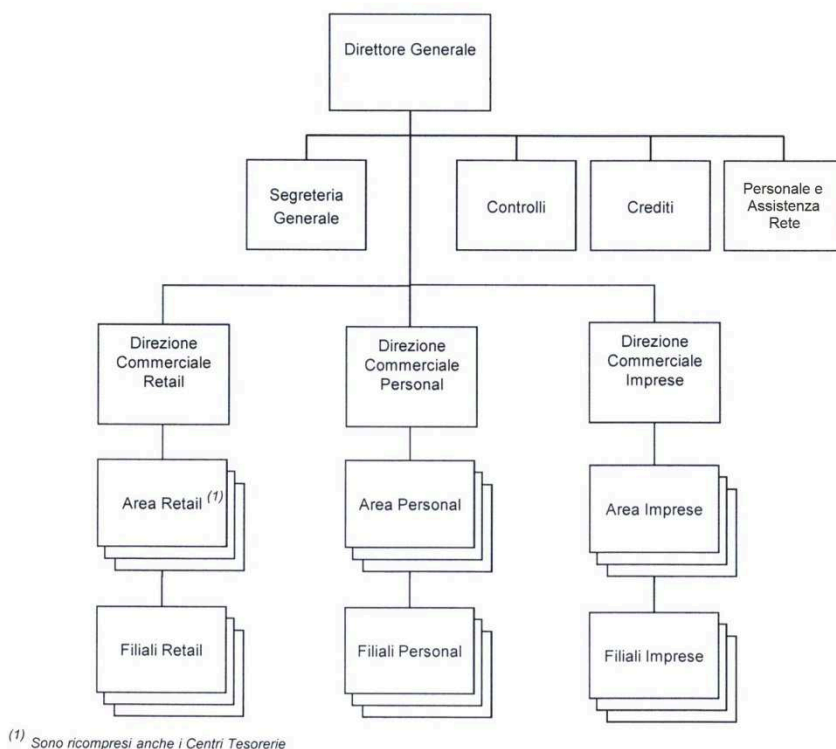 Direttore Generale
Segreteria
Generale
Controlli
Crediti
Personale e
Assistenza
Rete
Direzione
Commerciale
Retail
Direzione
Commerciale
Personal
Direzione
Commerciale
Imprese
Area Retail (1)
Area Personal
Area Imprese
Filiali Retail
Filiali Personal
Filiali Imprese
(1) Sono ricompresi anche i Centri Tesorerie